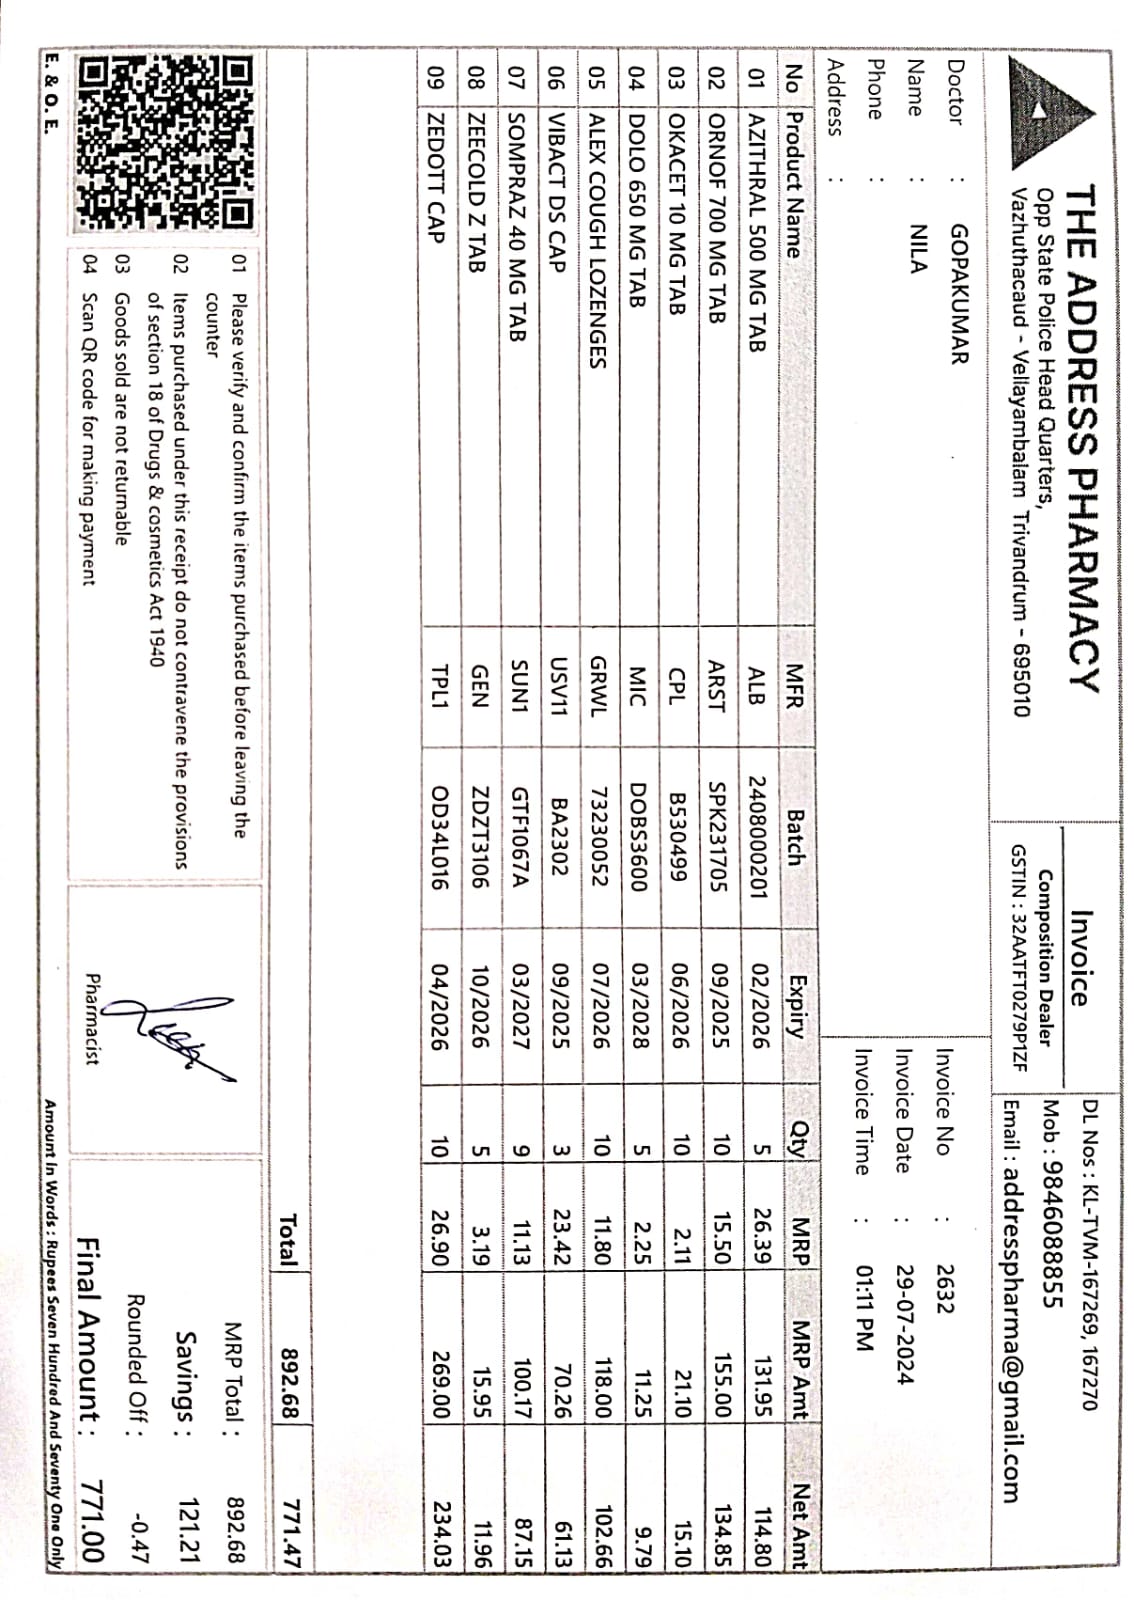 THE ADDRESS PHARMACY
Opp State Police Head Quarters,
Vazhuthacaud - Vellayambalam Trivandrum - 695010
Invoice
Composition Dealer
GSTIN : 32AATFT0279P1ZF
DL Nos : KL-TVM-167269, 167270
Mob : 9846088855
Email : addresspharma@gmail.com
Doctor : GOPAKUMAR
Name : NILA
Phone :
Address :
Invoice No : 2632
Invoice Date : 29-07-2024
Invoice Time : 01:11 PM
No Product Name MFR Batch Expiry Qty MRP MRP Amt Net Amt
01 AZITHRAL 500 MG TAB ALB 2408000201 02/2026 5 26.39 131.95 114.80
02 ORNOF 700 MG TAB ARST SPK231705 09/2025 10 15.50 155.00 134.85
03 OKACET 10 MG TAB CPL B530499 06/2026 10 2.11 21.10 15.10
04 DOLO 650 MG TAB MIC DOBS3600 03/2028 5 2.25 11.25 9.79
05 ALEX COUGH LOZENGES GRWL 73230052 07/2026 10 11.80 118.00 102.66
06 VIBACT DS CAP USV11 BA2302 09/2025 3 23.42 70.26 61.13
07 SOMPRAZ 40 MG TAB SUN1 GTF1067A 03/2027 9 11.13 100.17 87.15
08 ZEECOLD Z TAB GEN ZDZT3106 10/2026 5 3.19 15.95 11.96
09 ZEDOTT CAP TPL1 OD34L016 04/2026 10 26.90 269.00 234.03
Total 892.68 771.47
01 Please verify and confirm the items purchased before leaving the
counter
02 Items purchased under this receipt do not contravene the provisions
of section 18 of Drugs & cosmetics Act 1940
03 Goods sold are not returnable
04 Scan QR code for making payment
Pharmacist
MRP Total : 892.68
Savings : 121.21
Rounded Off : -0.47
Final Amount : 771.00
E. & O. E.
Amount In Words : Rupees Seven Hundred And Seventy One Only